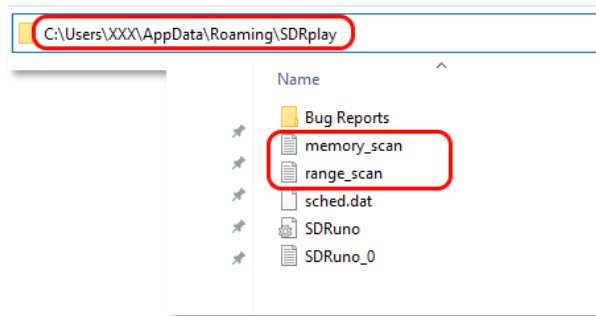 C:\Users\XXX\AppData\Roaming\SDRplay
Name
Bug Reports
memory_scan
range_scan
sched.dat
SDRuno
SDRuno_0